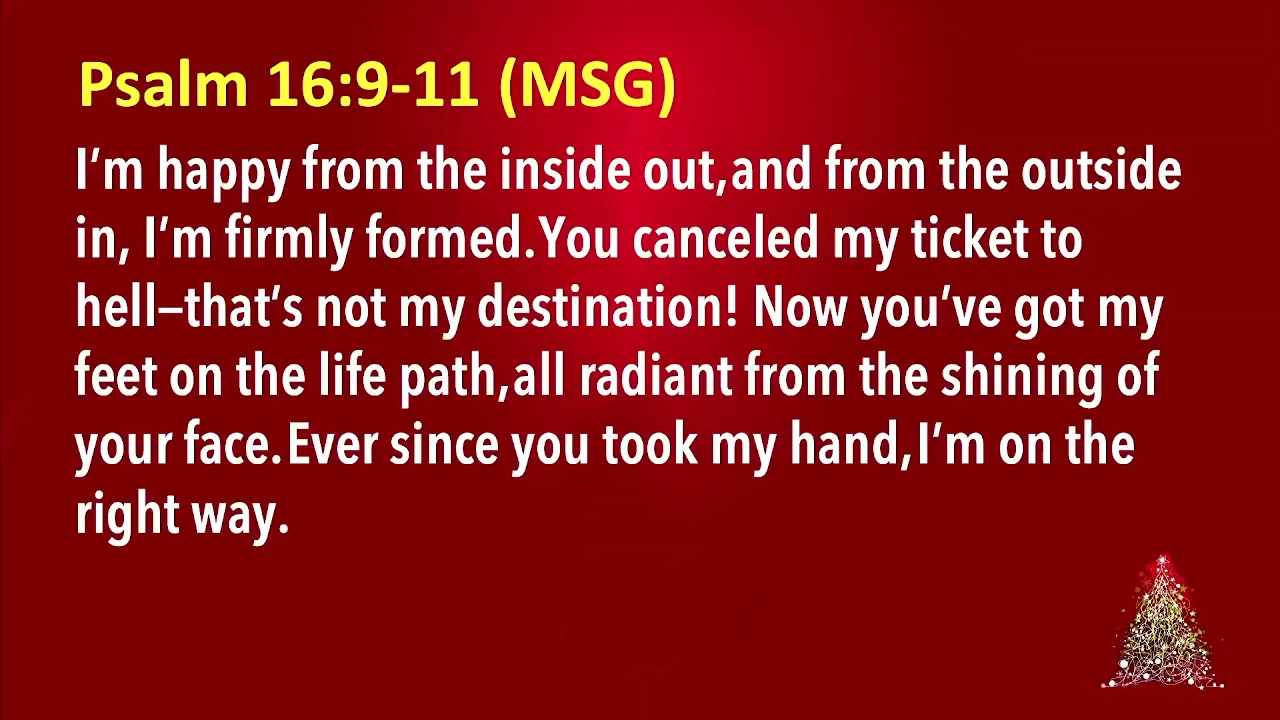 Psalm 16:9-11 (MSG)
I’m happy from the inside out,and from the outside
in, I’m firmly formed.You canceled my ticket to
hell—that’s not my destination! Now you’ve got my
feet on the life path,all radiant from the shining of
your face.Ever since you took my hand,I’m on the
right way.